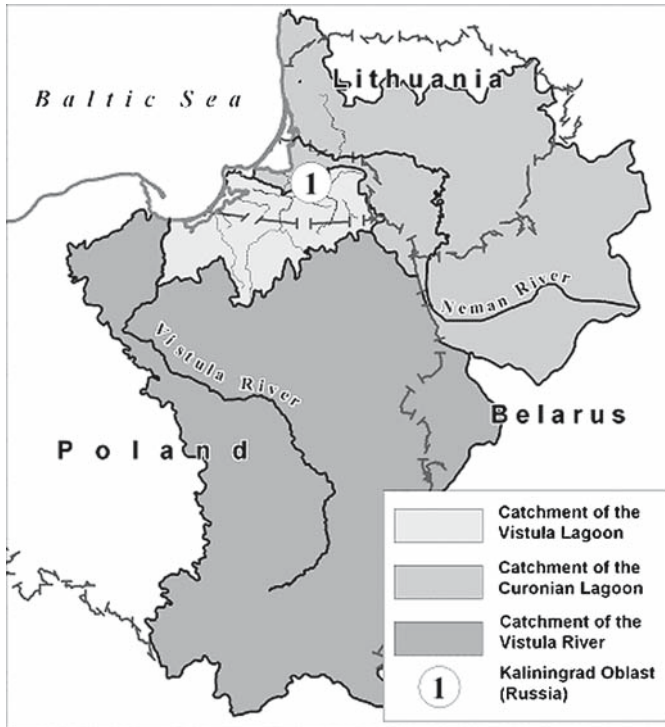 Lithuania
Baltic Sea
1
Neman River
Vistula River
Belarus
Poland
Catchment of the
Vistula Lagoon
Catchment of the
Curonian Lagoon
Catchment of the
Vistula River
1
Kaliningrad Oblast
(Russia)